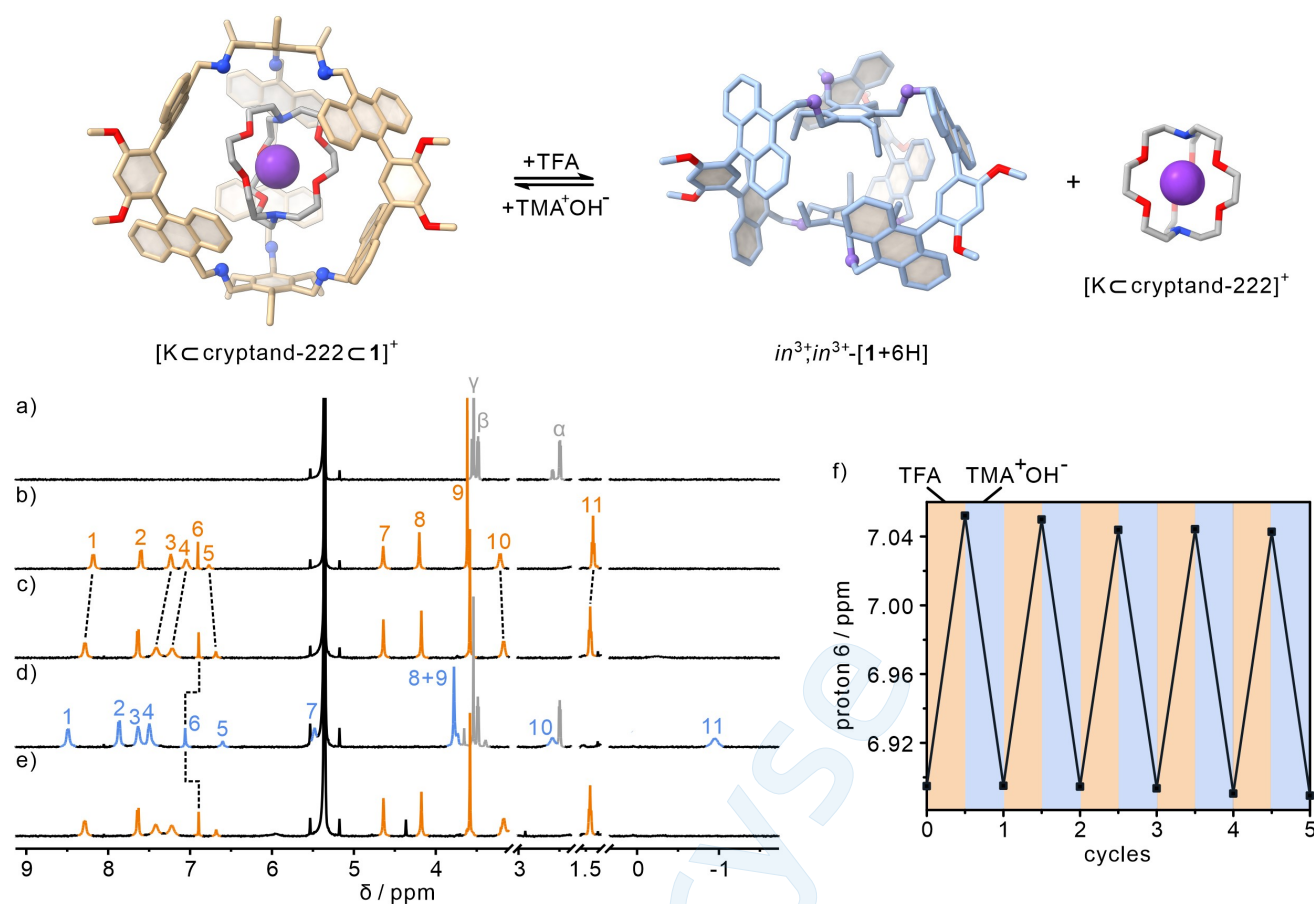 +TFA
+TMA⁺OH⁻
+
[K⊂cryptand-222]⁺
[K⊂cryptand-222⊂1]⁺
in³⁺,in³⁺-[1+6H]
a)
γ
β
α
b)
1 2 3 4 6 5 7 8 9 10 11
c)
d)
1 2 3 4 6 5 7 8+9 10 11
e)
9 8 7 6 5 4 3 1.5 0 -1
δ / ppm
f)
TFA TMA⁺OH⁻
7.04
7.00
6.96
6.92
proton 6 / ppm
0 1 2 3 4 5
cycles